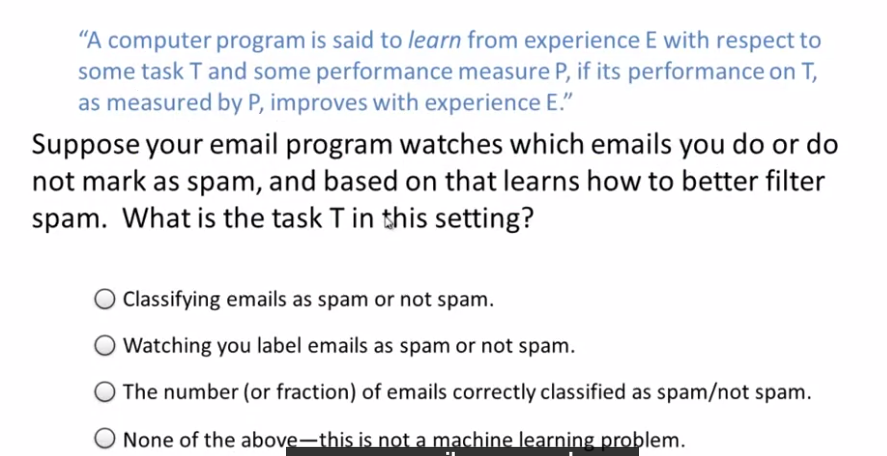 “A computer program is said to learn from experience E with respect to
some task T and some performance measure P, if its performance on T,
as measured by P, improves with experience E.”
Suppose your email program watches which emails you do or do
not mark as spam, and based on that learns how to better filter
spam. What is the task T in this setting?
Classifying emails as spam or not spam.
Watching you label emails as spam or not spam.
The number (or fraction) of emails correctly classified as spam/not spam.
None of the above—this is not a machine learning problem.